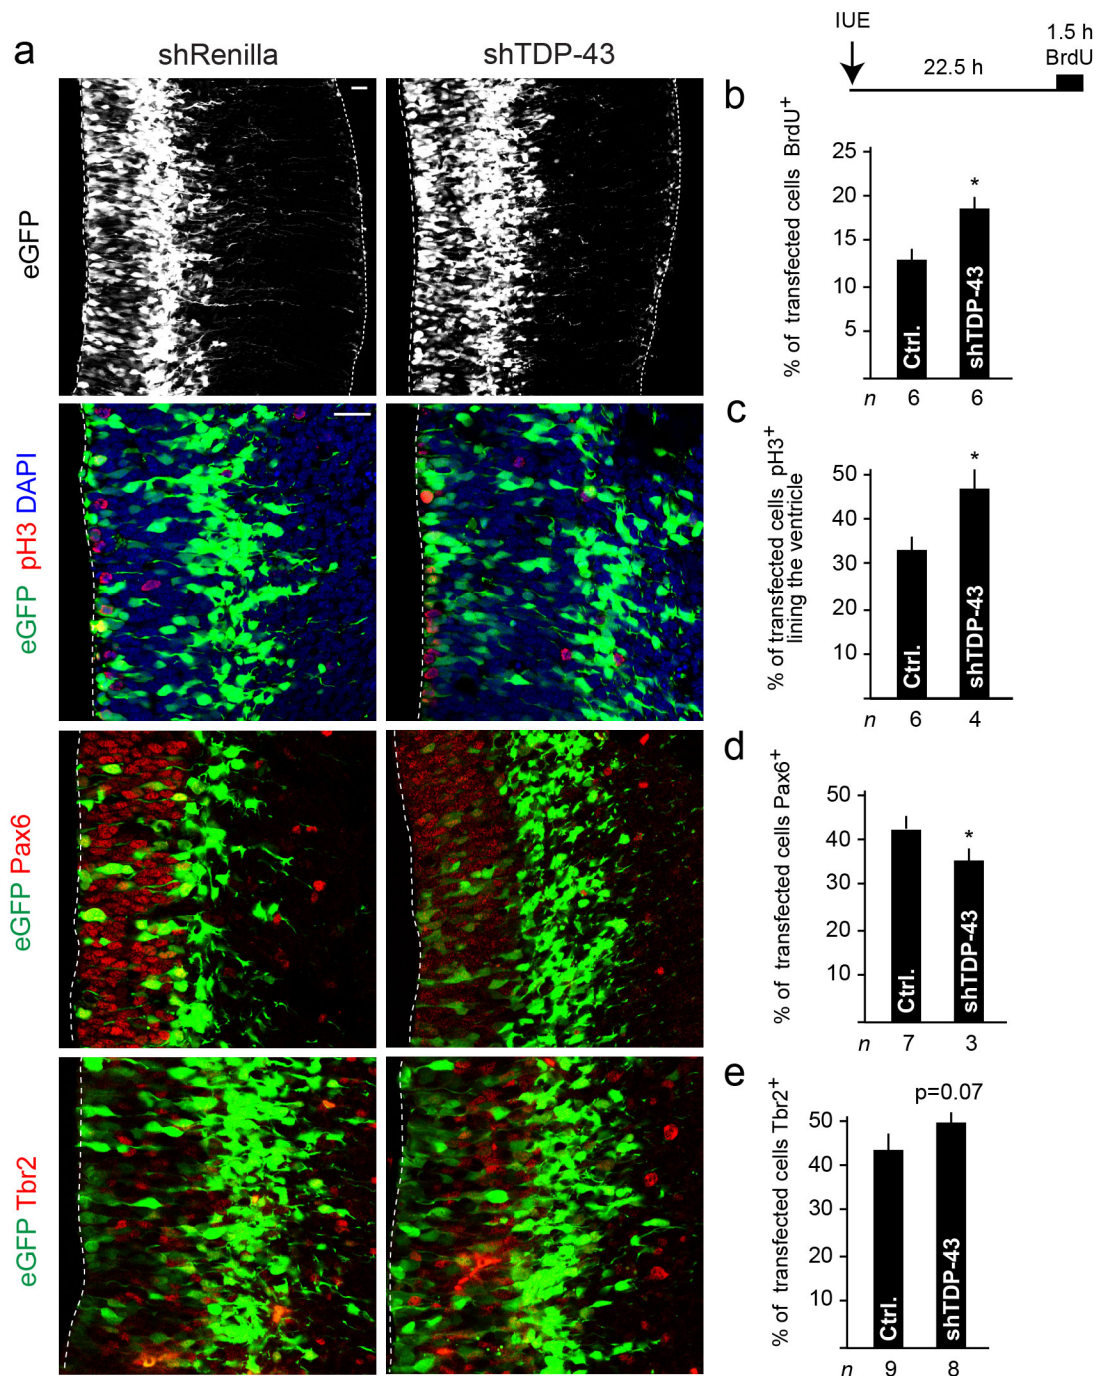 a
shRenilla
shTDP-43
eGFP
eGFP pH3 DAPI
eGFP Pax6
eGFP Tbr2
IUE
22.5 h
1.5 h
BrdU
b
% of transfected cells BrdU+
25
20
15
10
5
*
Ctrl.
shTDP-43
n 6 6
c
% of transfected cells pH3+
lining the ventricle
50
40
30
20
10
*
Ctrl.
shTDP-43
n 6 4
d
% of transfected cells Pax6+
50
40
30
20
10
*
Ctrl.
shTDP-43
n 7 3
e
% of transfected cells Tbr2+
p=0.07
50
40
30
20
10
Ctrl.
shTDP-43
n 9 8